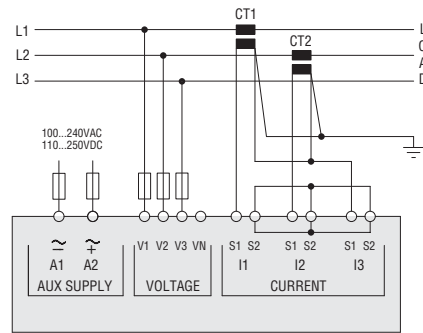 CT1
L1
L
CT2
L2
O
A
L3
D
100...240VAC
110...250VDC
V1 V2 V3 VN S1 S2 S1 S2 S1 S2
A1 A2 I1 I2 I3
AUX SUPPLY VOLTAGE CURRENT